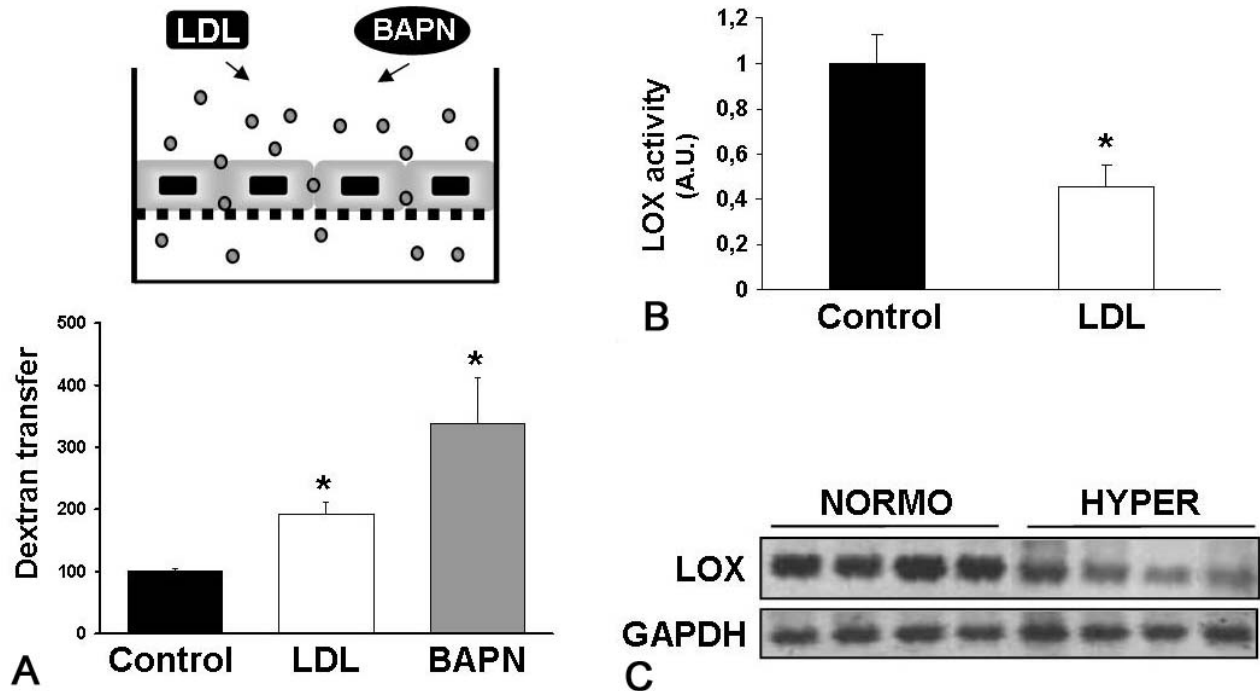 LDL BAPN
Dextran transfer
500
400
300
200
100
0
*
*
Control LDL BAPN
A
LOX activity
(A.U.)
1,2
1
0,8
0,6
0,4
0,2
0
*
Control LDL
B
NORMO HYPER
LOX
GAPDH
C